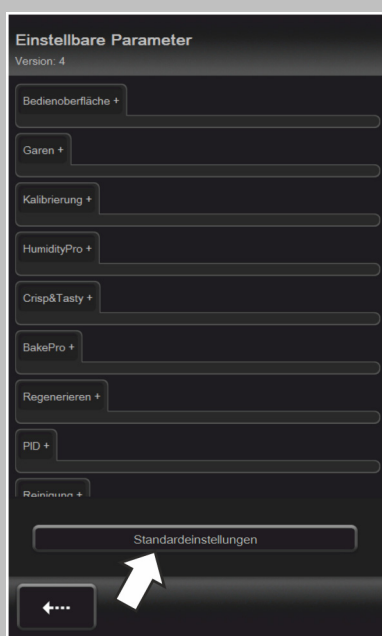 Einstellbare Parameter
Version: 4
Bedienoberfläche +
Garen +
Kalibrierung +
HumidityPro +
Crisp&Tasty +
BakePro +
Regenerieren +
PID +
Reinigung +
Standardeinstellungen